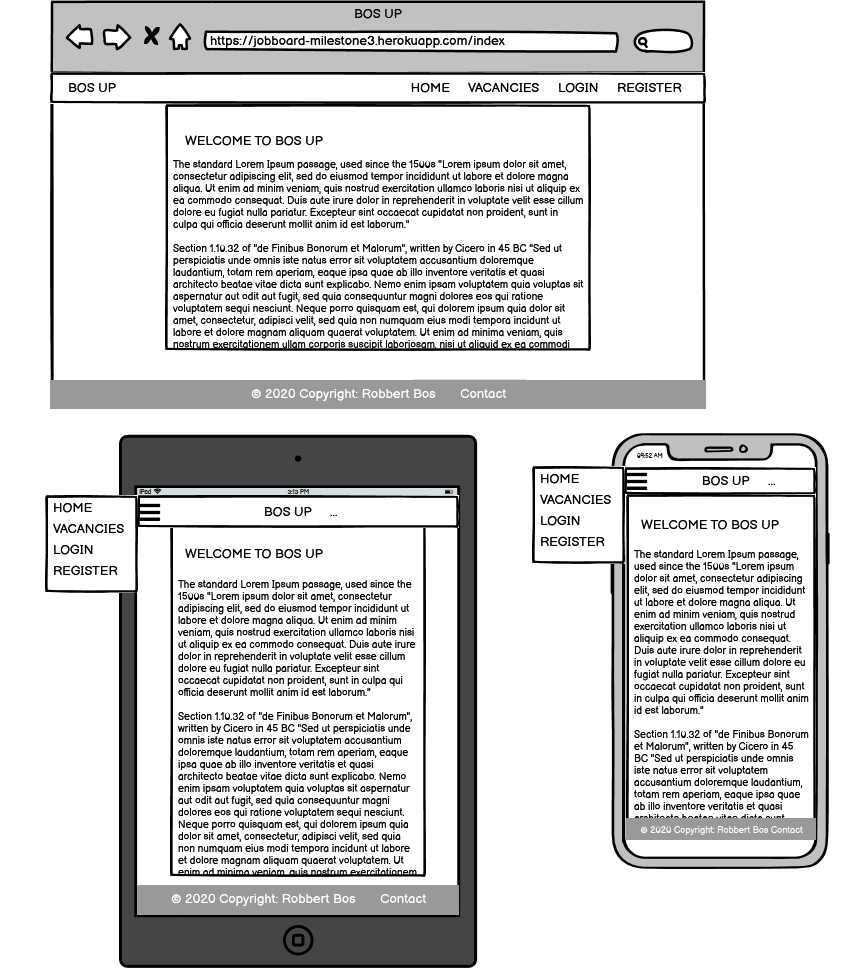 BOS UP
https://jobboard-milestone3.herokuapp.com/index
BOS UP HOME VACANCIES LOGIN REGISTER
WELCOME TO BOS UP
The standard Lorem Ipsum passage, used since the 1500s "Lorem ipsum dolor sit amet,
consectetur adipiscing elit, sed do eiusmod tempor incididunt ut labore et dolore magna
aliqua. Ut enim ad minim veniam, quis nostrud exercitation ullamco laboris nisi ut aliquip ex
ea commodo consequat. Duis aute irure dolor in reprehenderit in voluptate velit esse cillum
dolore eu fugiat nulla pariatur. Excepteur sint occaecat cupidatat non proident, sunt in
culpa qui officia deserunt mollit anim id est laborum."
Section 1.10.32 of "de Finibus Bonorum et Malorum", written by Cicero in 45 BC "Sed ut
perspiciatis unde omnis iste natus error sit voluptatem accusantium doloremque
laudantium, totam rem aperiam, eaque ipsa quae ab illo inventore veritatis et quasi
architecto beatae vitae dicta sunt explicabo. Nemo enim ipsam voluptatem quia voluptas sit
aspernatur aut odit aut fugit, sed quia consequuntur magni dolores eos qui ratione
voluptatem sequi nesciunt. Neque porro quisquam est, qui dolorem ipsum quia dolor sit
amet, consectetur, adipisci velit, sed quia non numquam eius modi tempora incidunt ut
labore et dolore magnam aliquam quaerat voluptatem. Ut enim ad minima veniam, quis
nostrum exercitationem ullam corporis suscipit laboriosam, nisi ut aliquid ex ea commodi
© 2020 Copyright: Robbert Bos Contact
iPod 3:13 PM
HOME
VACANCIES
LOGIN
REGISTER
BOS UP ...
WELCOME TO BOS UP
The standard Lorem Ipsum passage, used since the
1500s "Lorem ipsum dolor sit amet, consectetur
adipiscing elit, sed do eiusmod tempor incididunt ut
labore et dolore magna aliqua. Ut enim ad minim
veniam, quis nostrud exercitation ullamco laboris nisi
ut aliquip ex ea commodo consequat. Duis aute irure
dolor in reprehenderit in voluptate velit esse cillum
dolore eu fugiat nulla pariatur. Excepteur sint
occaecat cupidatat non proident, sunt in culpa qui
officia deserunt mollit anim id est laborum."
Section 1.10.32 of "de Finibus Bonorum et Malorum",
written by Cicero in 45 BC "Sed ut perspiciatis unde
omnis iste natus error sit voluptatem accusantium
doloremque laudantium, totam rem aperiam, eaque
ipsa quae ab illo inventore veritatis et quasi
architecto beatae vitae dicta sunt explicabo. Nemo
enim ipsam voluptatem quia voluptas sit aspernatur
aut odit aut fugit, sed quia consequuntur magni
dolores eos qui ratione voluptatem sequi nesciunt.
Neque porro quisquam est, qui dolorem ipsum quia
dolor sit amet, consectetur, adipisci velit, sed quia
non numquam eius modi tempora incidunt ut labore
et dolore magnam aliquam quaerat voluptatem. Ut
enim ad minima veniam, quis nostrum exercitationem
© 2020 Copyright: Robbert Bos Contact
09:52 AM
HOME
VACANCIES
LOGIN
REGISTER
BOS UP ...
WELCOME TO BOS UP
The standard Lorem Ipsum passage,
used since the 1500s "Lorem ipsum
dolor sit amet, consectetur adipiscing
elit, sed do eiusmod tempor incididunt
ut labore et dolore magna aliqua. Ut
enim ad minim veniam, quis nostrud
exercitation ullamco laboris nisi ut
aliquip ex ea commodo consequat.
Duis aute irure dolor in reprehenderit
in voluptate velit esse cillum dolore eu
fugiat nulla pariatur. Excepteur sint
occaecat cupidatat non proident, sunt
in culpa qui officia deserunt mollit anim
id est laborum."
Section 1.10.32 of "de Finibus Bonorum
et Malorum", written by Cicero in 45
BC "Sed ut perspiciatis unde omnis
iste natus error sit voluptatem
accusantium doloremque laudantium,
totam rem aperiam, eaque ipsa quae
ab illo inventore veritatis et quasi
architecto beatae vitae dicta sunt
© 2020 Copyright: Robbert Bos Contact